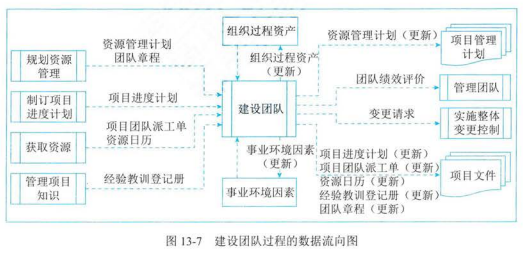 组织过程资产
资源管理计划（更新）
项目管理
计划
规划资源
管理
资源管理计划
团队章程
组织过程资产
（更新）
团队绩效评价
管理团队
制订项目
进度计划
项目进度计划
建设团队
变更请求
实施整体
变更控制
获取资源
项目团队派工单
资源日历
事业环境因素
（更新）
项目进度计划（更新）
项目团队派工单（更新）
资源日历（更新）
经验教训登记册（更新）
团队章程（更新）
项目文件
管理项目
知识
经验教训登记册
事业环境因素
图 13-7 建设团队过程的数据流向图